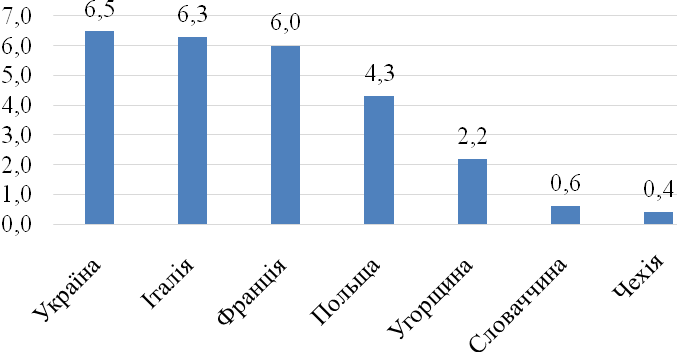 7,0
6,0
5,0
4,0
3,0
2,0
1,0
0,0
6,5
6,3
6,0
4,3
2,2
0,6
0,4
Україна
Італія
Франція
Польща
Угорщина
Словаччина
Чехія